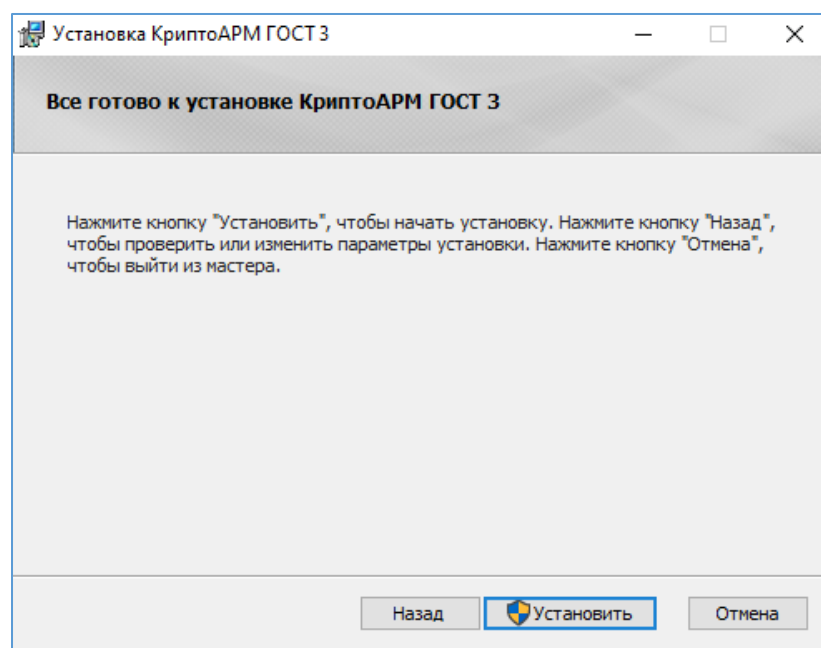 Установка КриптоАРМ ГОСТ 3
Все готово к установке КриптоАРМ ГОСТ 3
Нажмите кнопку "Установить", чтобы начать установку. Нажмите кнопку "Назад",
чтобы проверить или изменить параметры установки. Нажмите кнопку "Отмена",
чтобы выйти из мастера.
Назад Установить Отмена